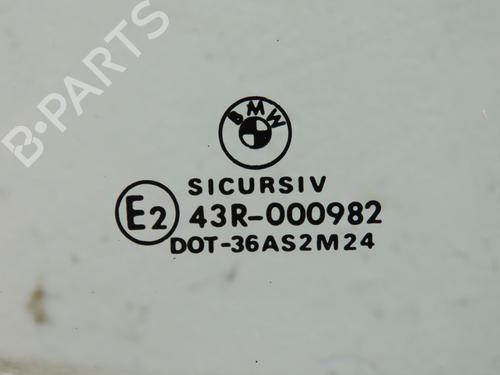 B-PARTS
BMW
SICURSIV
E2 43R-000982
DOT-36AS2M24